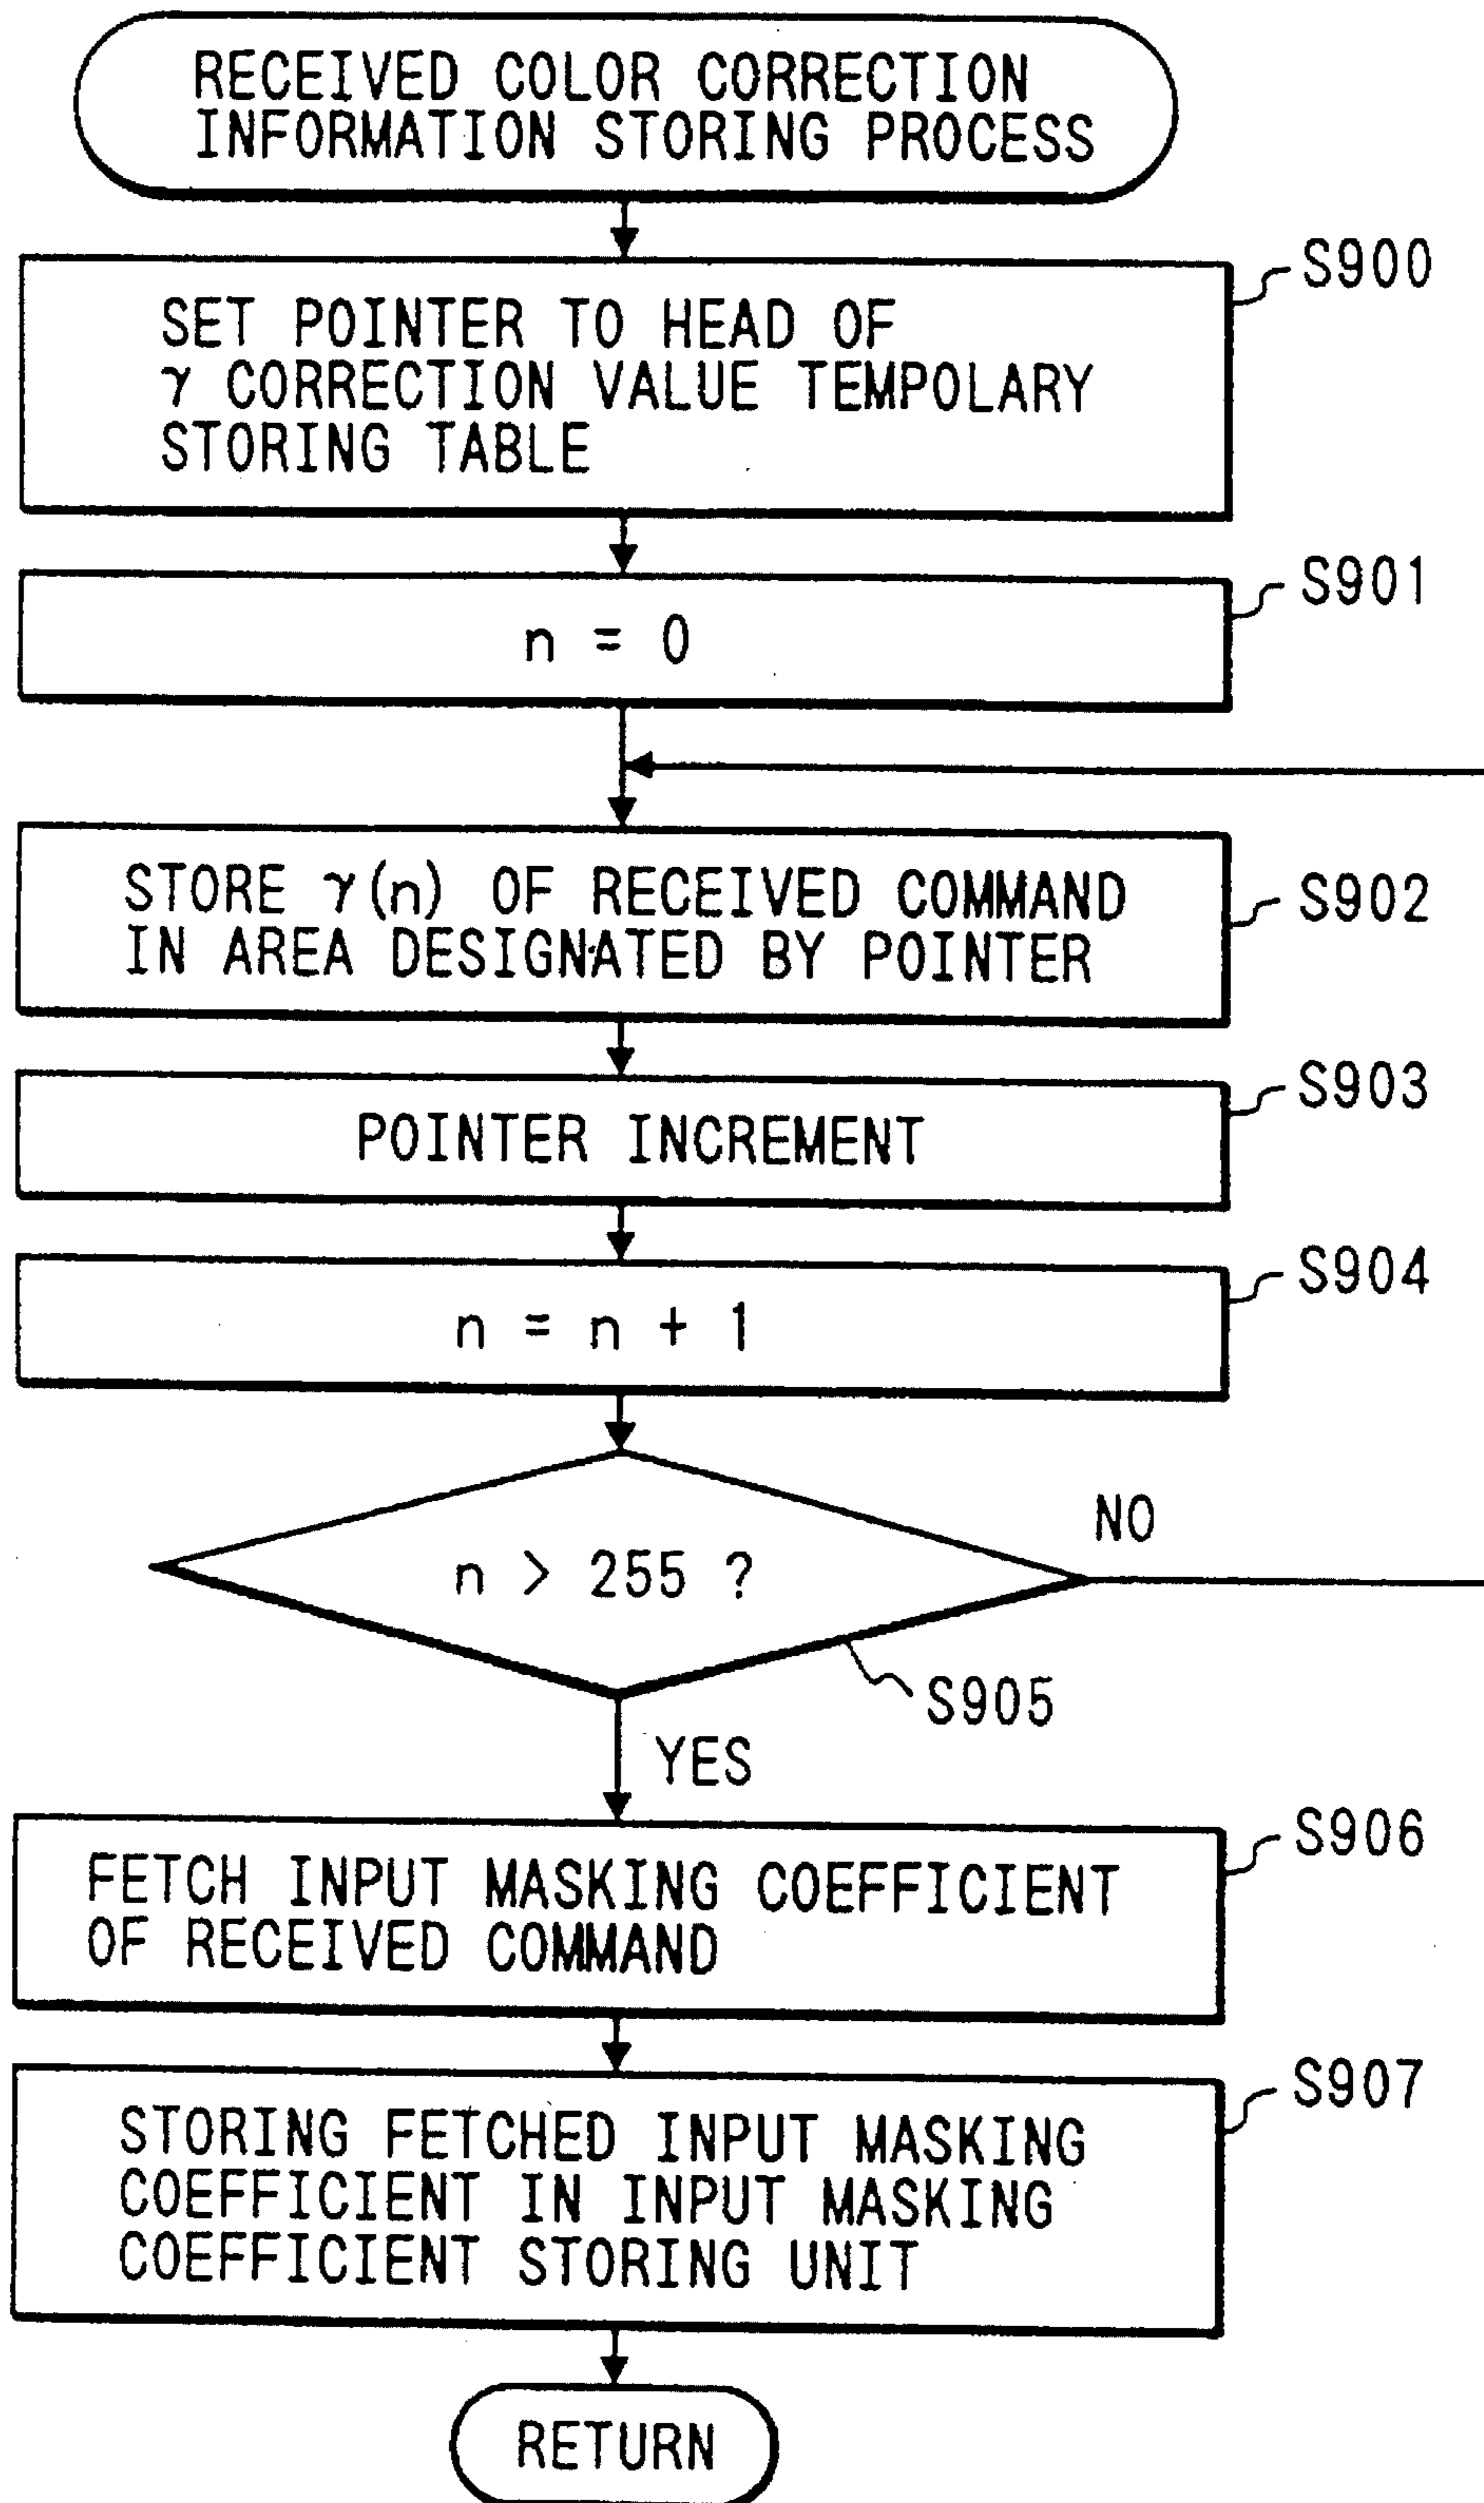 RECEIVED COLOR CORRECTION
INFORMATION STORING PROCESS
S900
SET POINTER TO HEAD OF
γ CORRECTION VALUE TEMPOLARY
STORING TABLE
S901
n = 0
STORE γ(n) OF RECEIVED COMMAND
IN AREA DESIGNATED BY POINTER
S902
S903
POINTER INCREMENT
S904
n = n + 1
NO
n > 255 ?
S905
YES
S906
FETCH INPUT MASKING COEFFICIENT
OF RECEIVED COMMAND
S907
STORING FETCHED INPUT MASKING
COEFFICIENT IN INPUT MASKING
COEFFICIENT STORING UNIT
RETURN